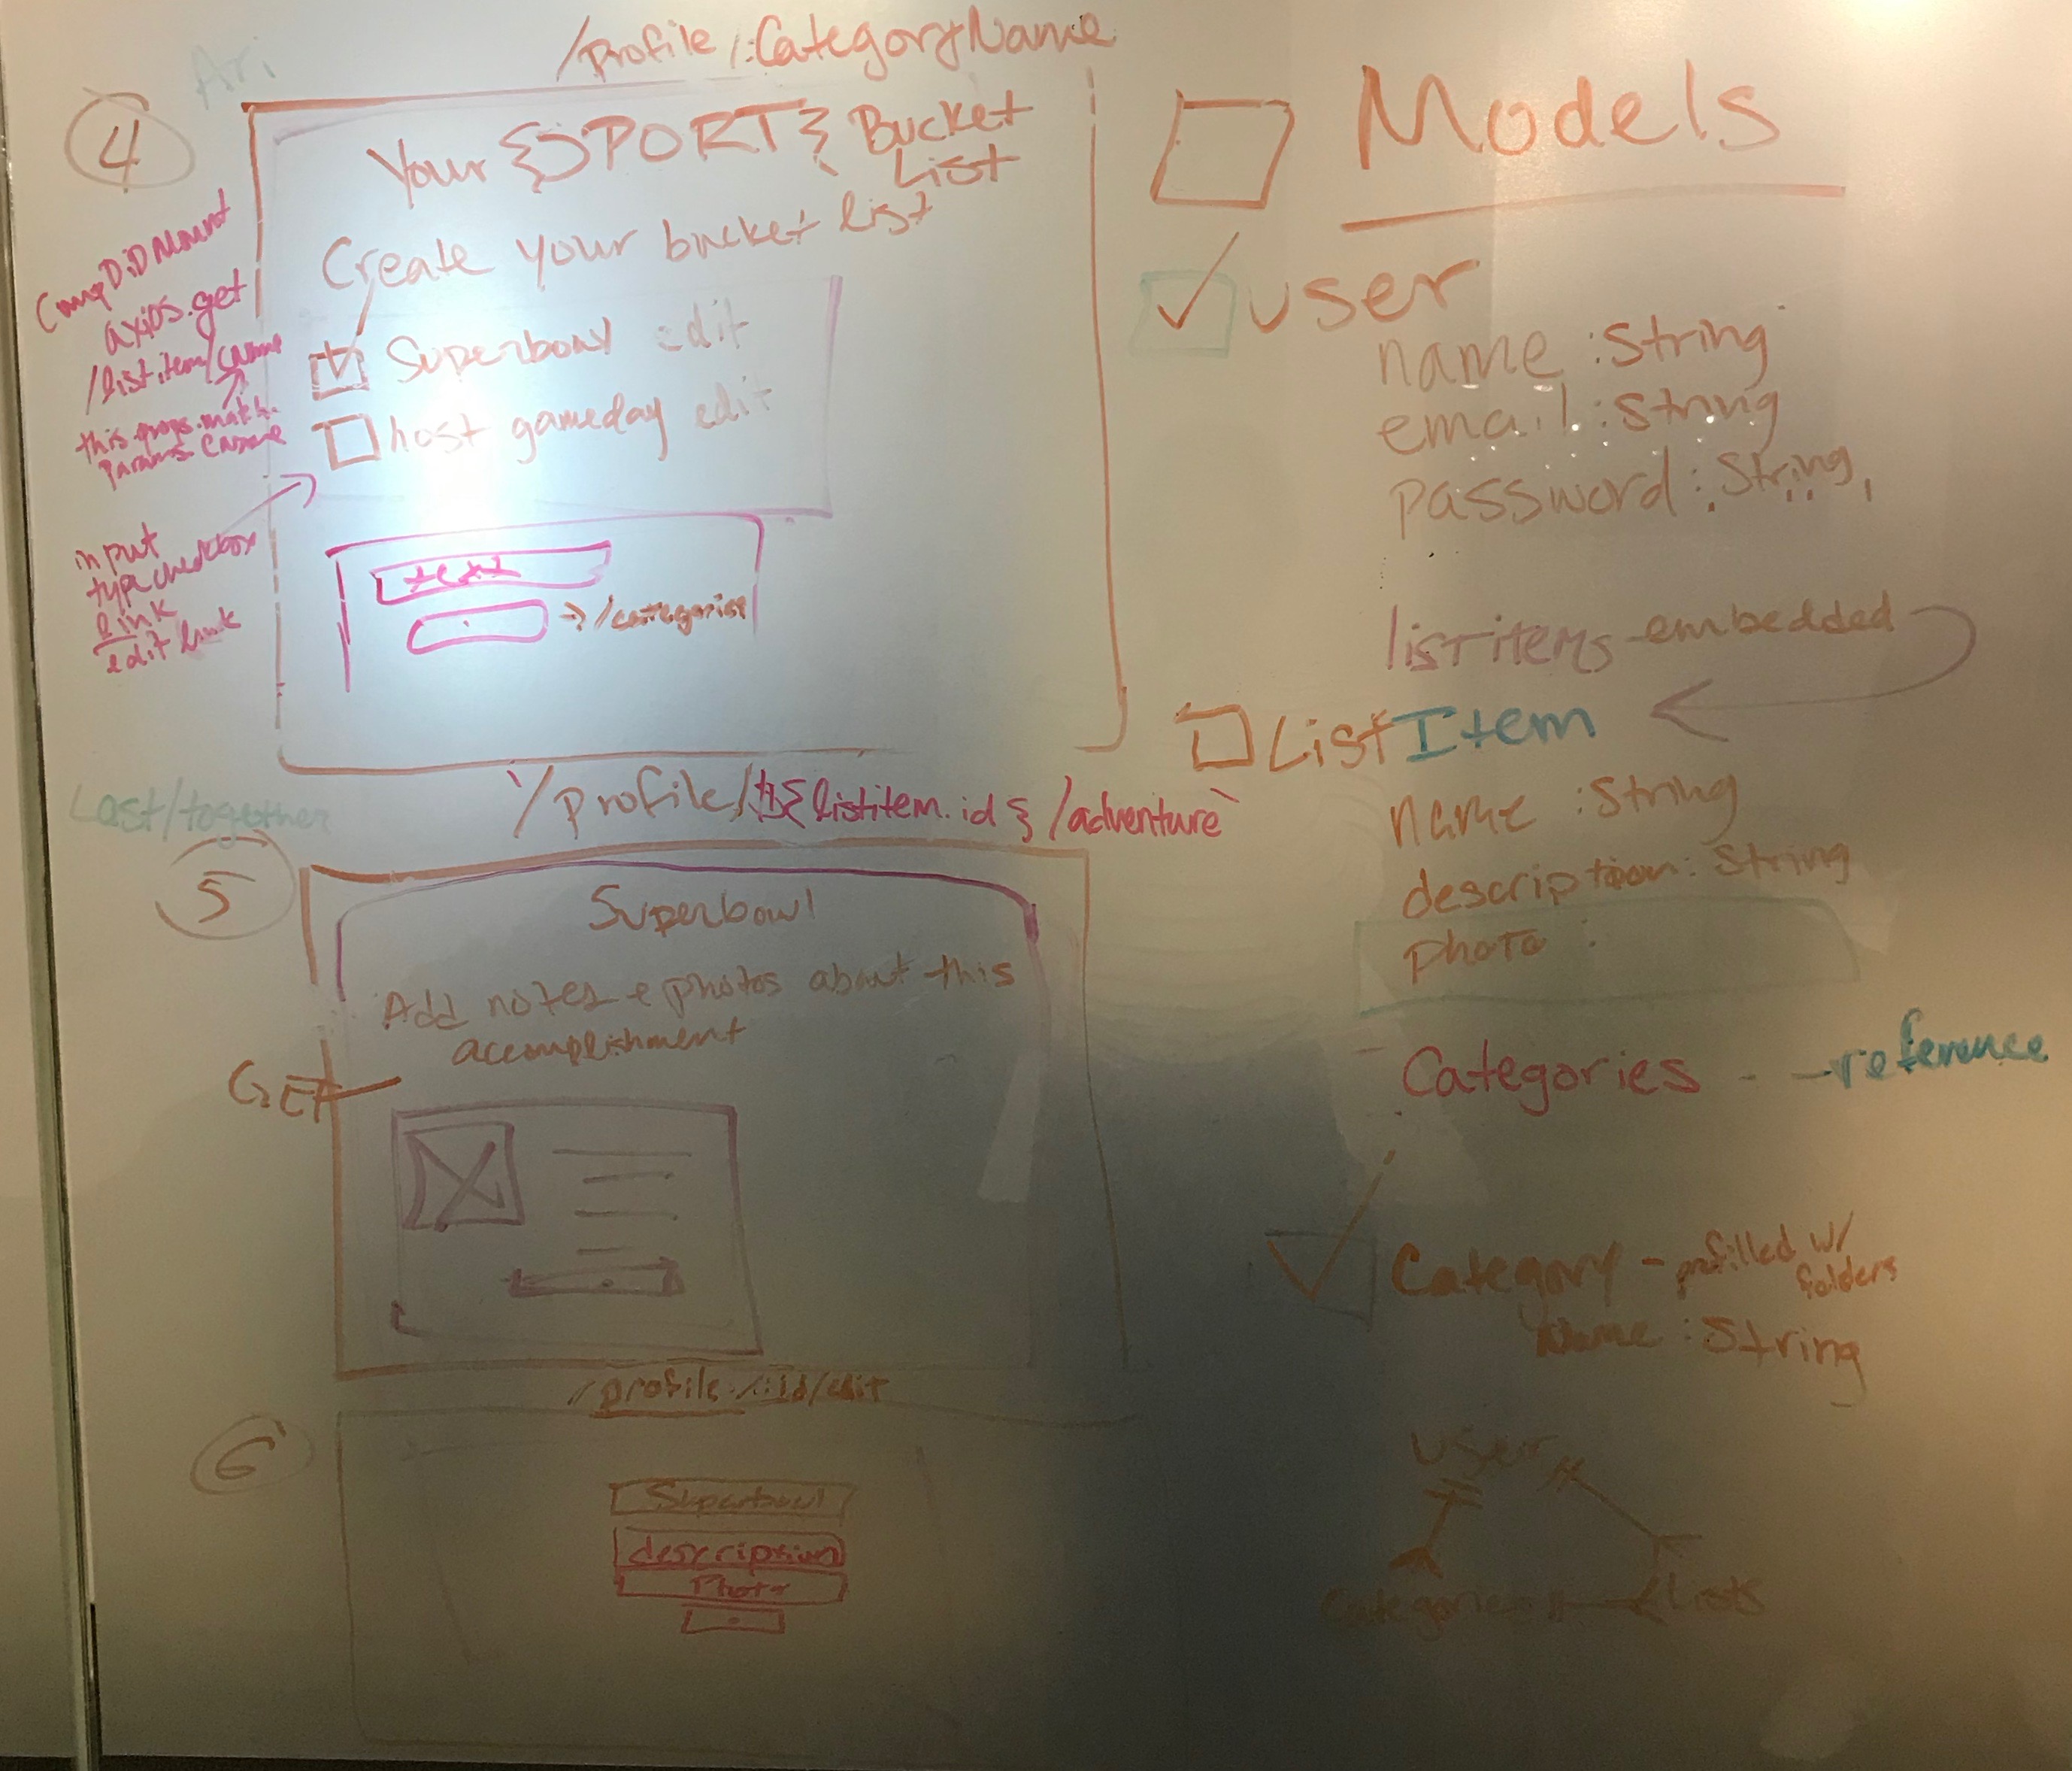 Ari
/profile/:CategoryName
4
Your {SPORT} Bucket
List
Create your bucket list
Superbowl edit
host gameday edit
CompDiDMount
axios.get
/listitem/cname
this.props.match.
params.cname
input
type checkbox
link
edit link
text
→ /categories
Last/together
`/profile/${listitem.id}/adventure`
5
Superbowl
Add notes + photos about this
accomplishment
GET
/profile/:id/edit
6
Superbowl
description
Photo
Models
user
name : String
email : String
password : String,
listitems - embedded
ListItem
name : String
description : String
photo :
Categories - - reference
Category - prefilled w/
folders
Name : String
User
Categories
Lists